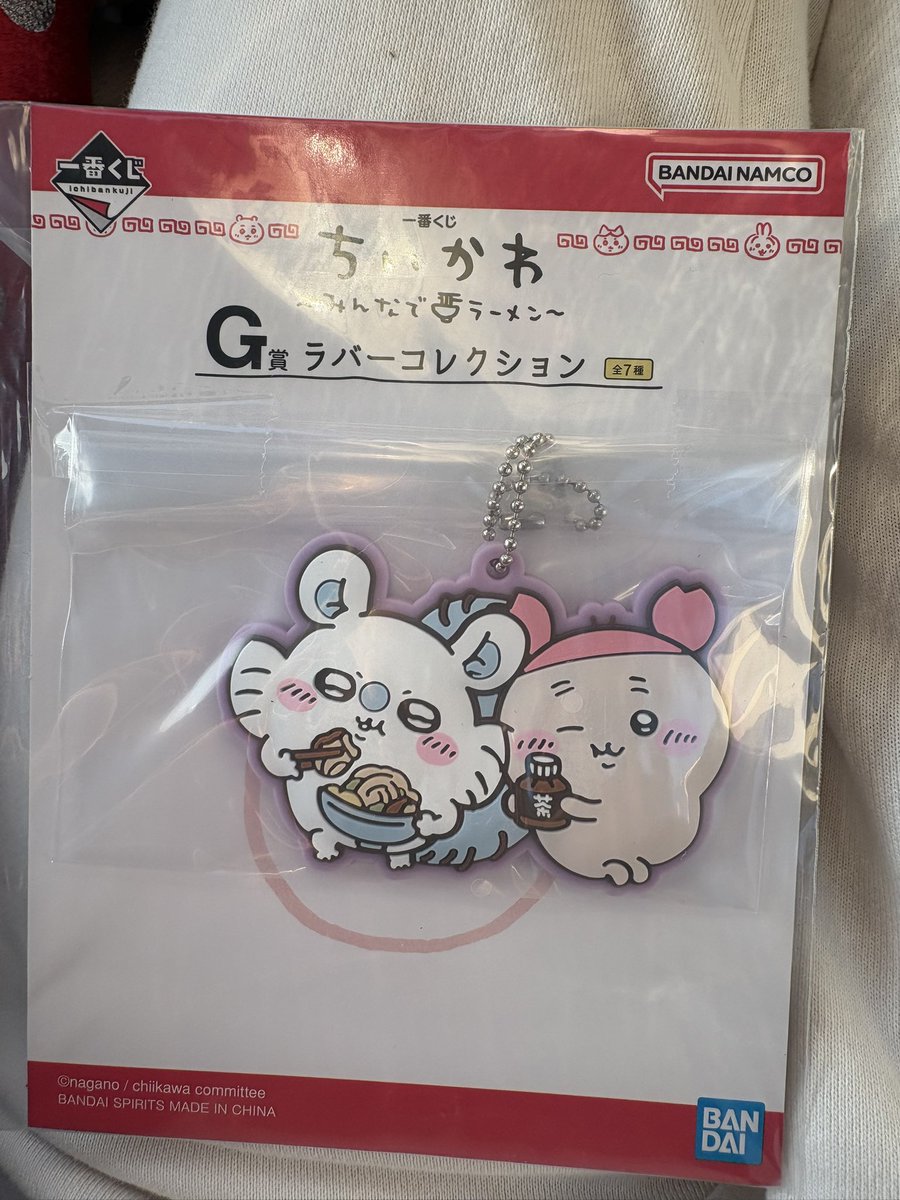 一番くじ
ichibankuji
BANDAI NAMCO
一番くじ
ちいかわ
~みんなで ラーメン~
G賞 ラバーコレクション 全7種
茶
©nagano / chiikawa committee
BANDAI SPIRITS MADE IN CHINA
BAN
DAI